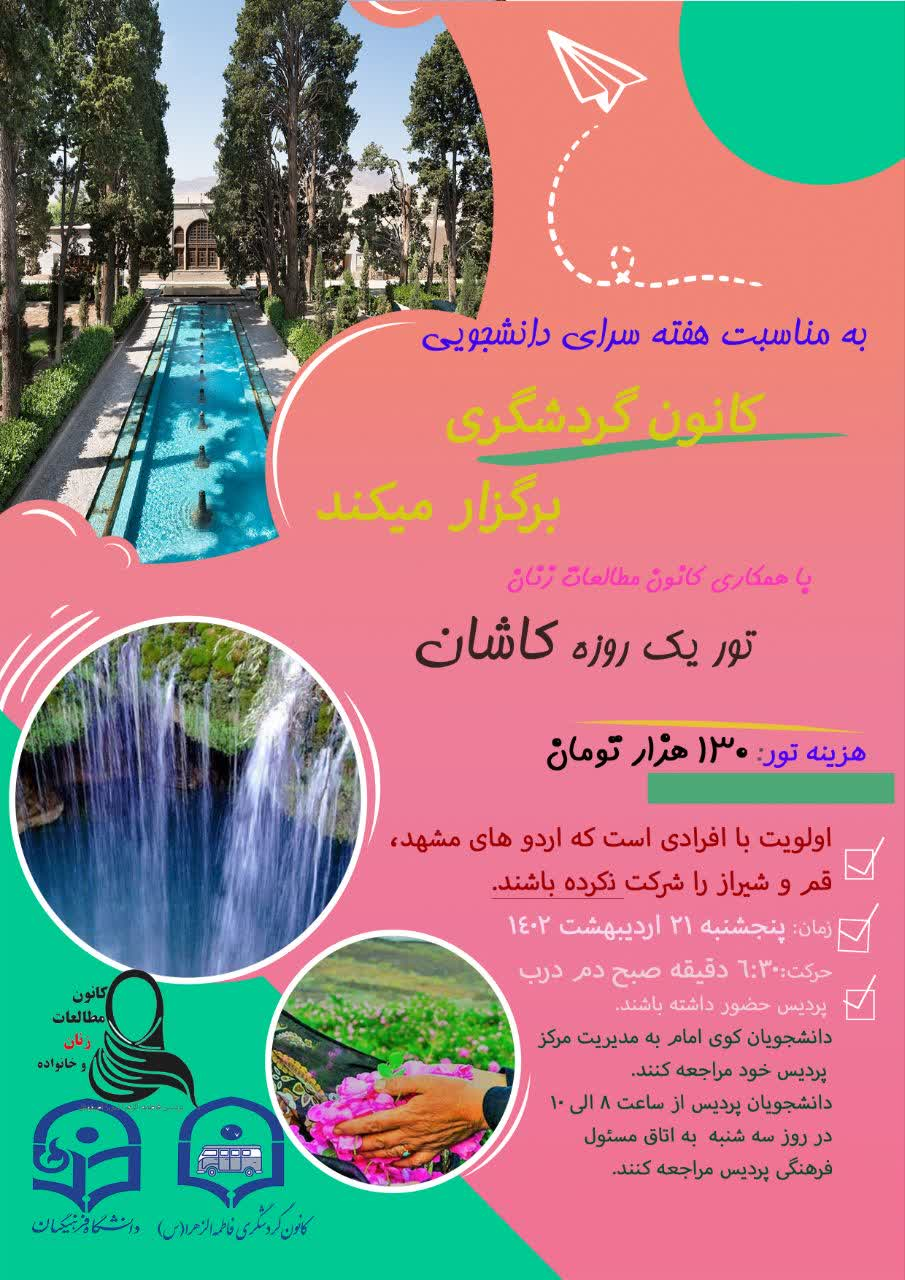 به مناسبت هفته سرای دانشجویی
کانون گردشگری
برگزار میکند
با همکاری کانون مطالعات زنان
تور یک روزه کاشان
هزینه تور: ۱۳۰ هزار تومان
اولویت با افرادی است که اردو های مشهد،
قم و شیراز را شرکت نکرده باشند.
زمان: پنجشنبه ۲۱ اردیبهشت ۱۴۰۲
حرکت:۶:۳۰ دقیقه صبح دم درب
پردیس حضور داشته باشند.
دانشجویان کوی امام به مدیریت مرکز
پردیس خود مراجعه کنند.
دانشجویان پردیس از ساعت ۸ الی ۱۰
در روز سه شنبه به اتاق مسئول
فرهنگی پردیس مراجعه کنند.
کانون
مطالعات
زنان
و خانواده
دانشگاه فرهنگیان
کانون گردشگری فاطمه الزهرا(س)